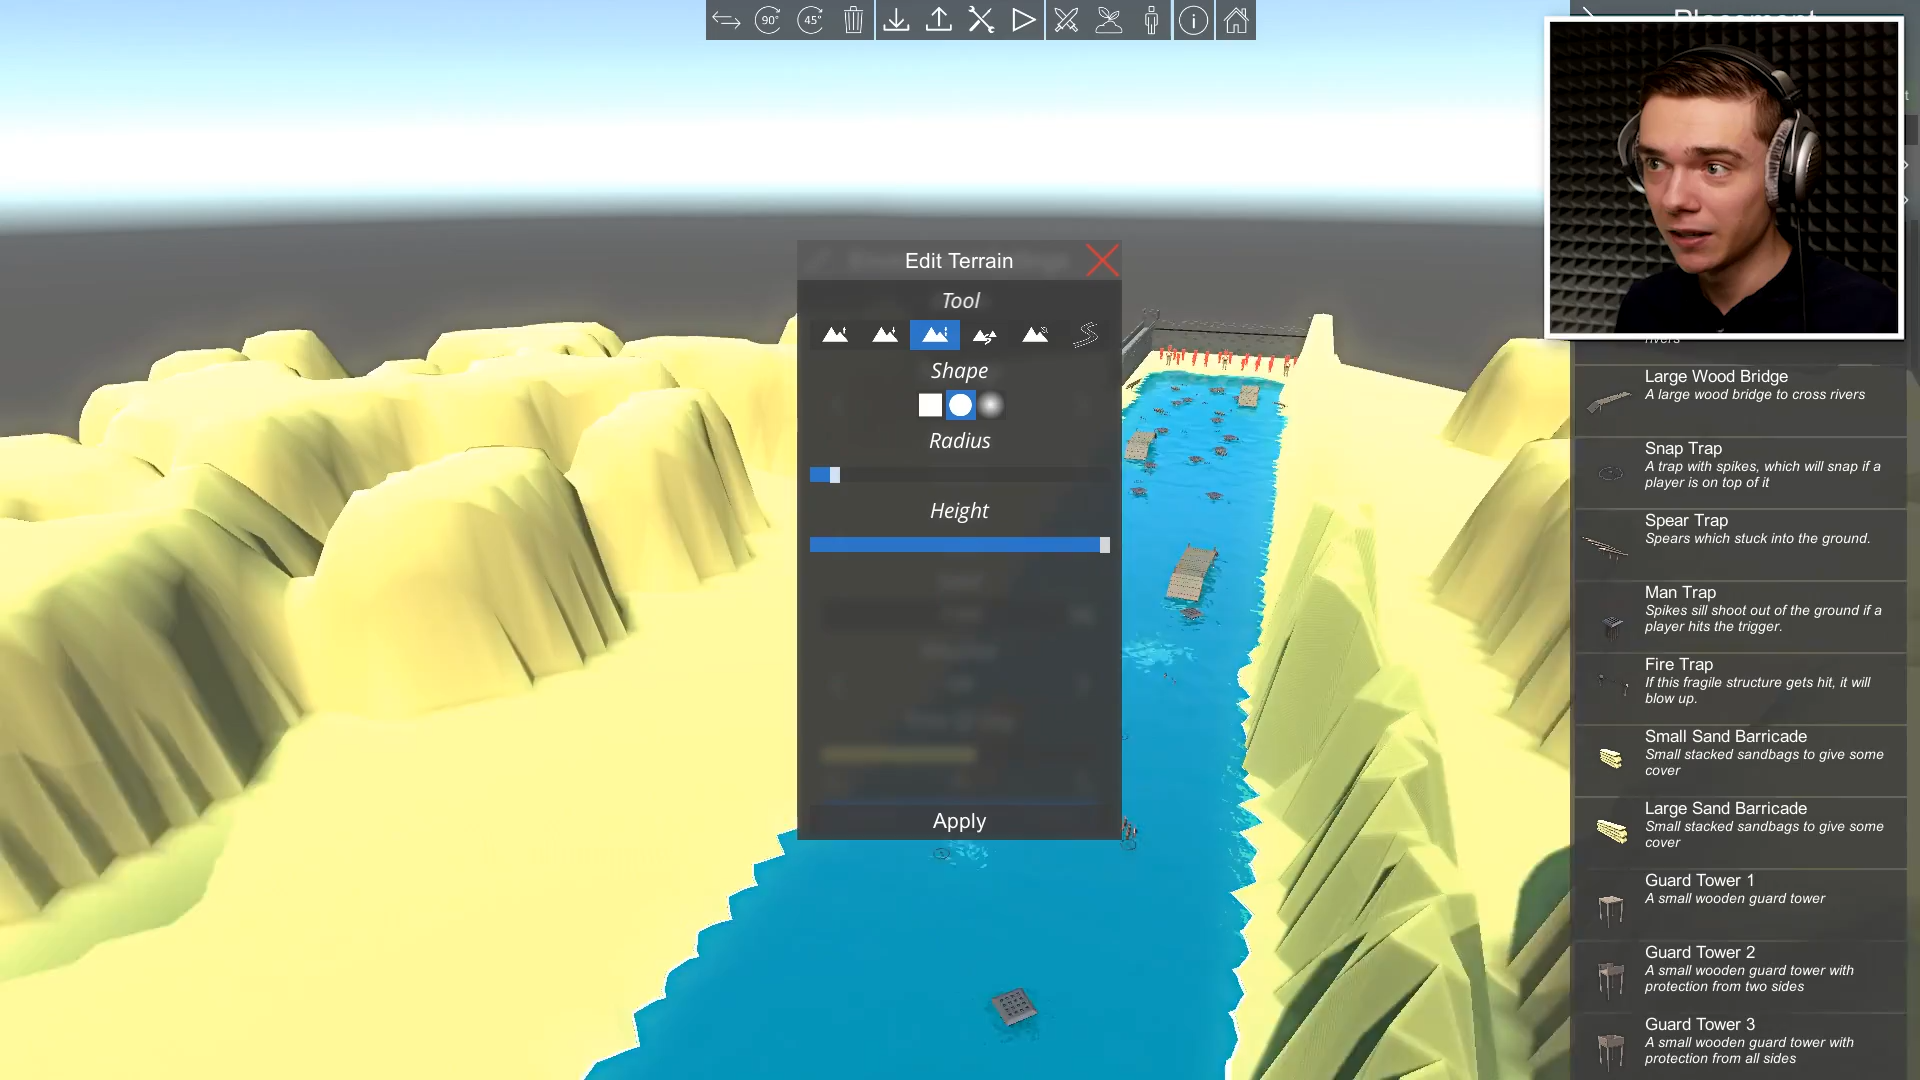 90°
45°
Placement
Edit Terrain
Tool
Shape
Radius
Height
Apply
rivers
Large Wood Bridge
A large wood bridge to cross rivers
Snap Trap
A trap with spikes, which will snap if a
player is on top of it
Spear Trap
Spears which stuck into the ground.
Man Trap
Spikes sill shoot out of the ground if a
player hits the trigger.
Fire Trap
If this fragile structure gets hit, it will
blow up.
Small Sand Barricade
Small stacked sandbags to give some
cover
Large Sand Barricade
Small stacked sandbags to give some
cover
Guard Tower 1
A small wooden guard tower
Guard Tower 2
A small wooden guard tower with
protection from two sides
Guard Tower 3
A small wooden guard tower with
protection from all sides